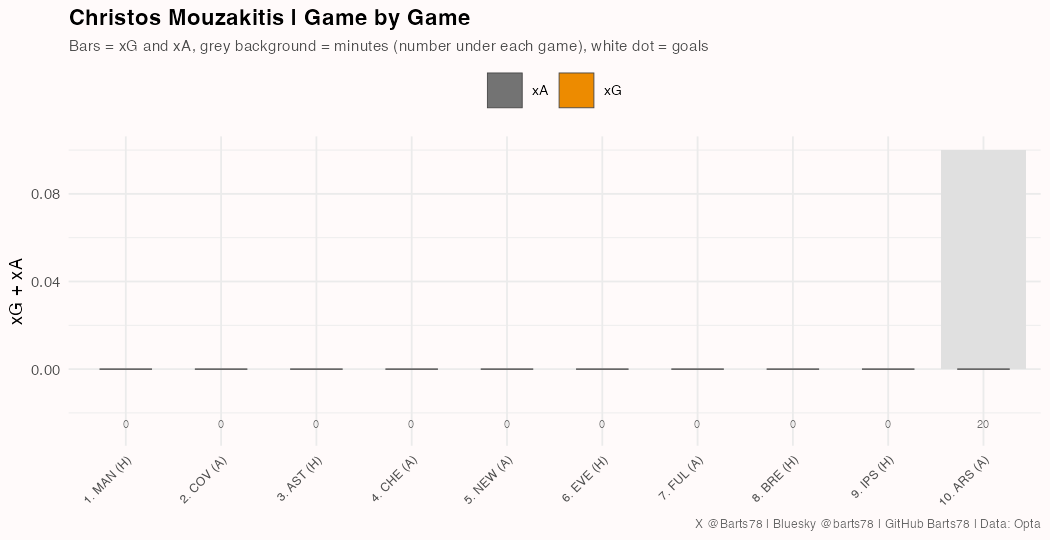 Christos Mouzakitis | Game by Game
Bars = xG and xA, grey background = minutes (number under each game), white dot = goals
xA
xG
xG + xA
0.08
0.04
0.00
0 0 0 0 0 0 0 0 0 20
1. MAN (H)
2. COV (A)
3. AST (H)
4. CHE (A)
5. NEW (A)
6. EVE (H)
7. FUL (A)
8. BRE (H)
9. IPS (H)
10. ARS (A)
X @Barts78 | Bluesky @barts78 | GitHub Barts78 | Data: Opta